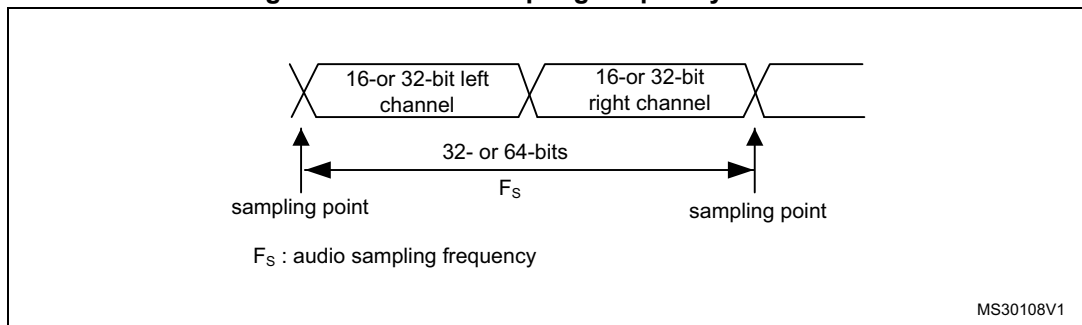 16-or 32-bit left
channel
16-or 32-bit
right channel
32- or 64-bits
FS
sampling point
sampling point
FS : audio sampling frequency
MS30108V1